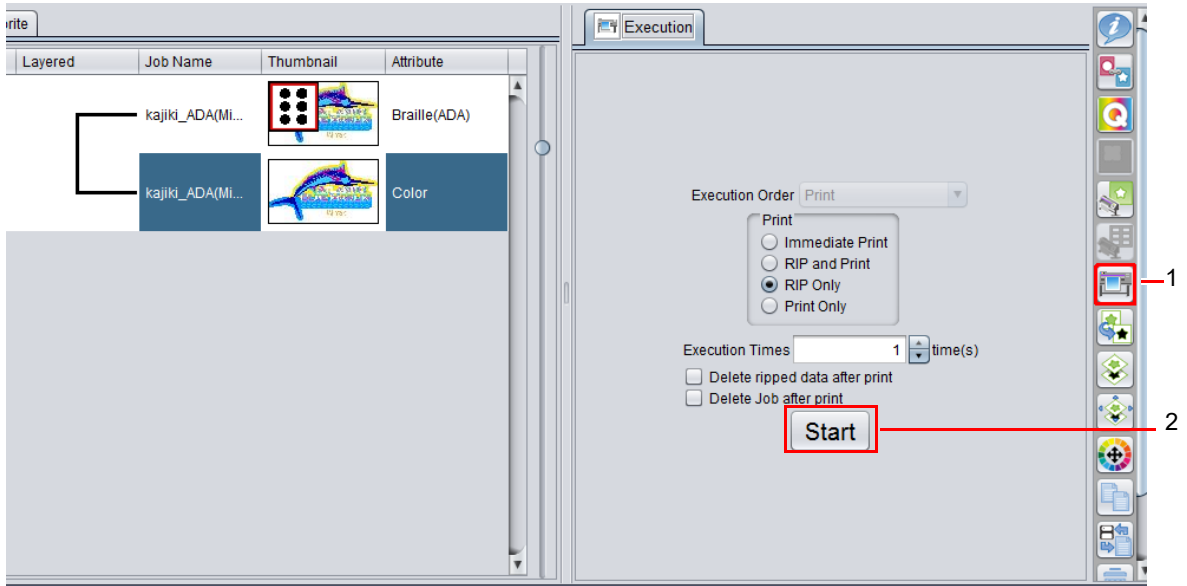 orite
Execution
Layered Job Name Thumbnail Attribute
kajiki_ADA(Mi... Braille(ADA)
kajiki_ADA(Mi... Color
Execution Order Print
Print
Immediate Print
RIP and Print
RIP Only
Print Only
Execution Times 1 time(s)
Delete ripped data after print
Delete Job after print
Start
1
2